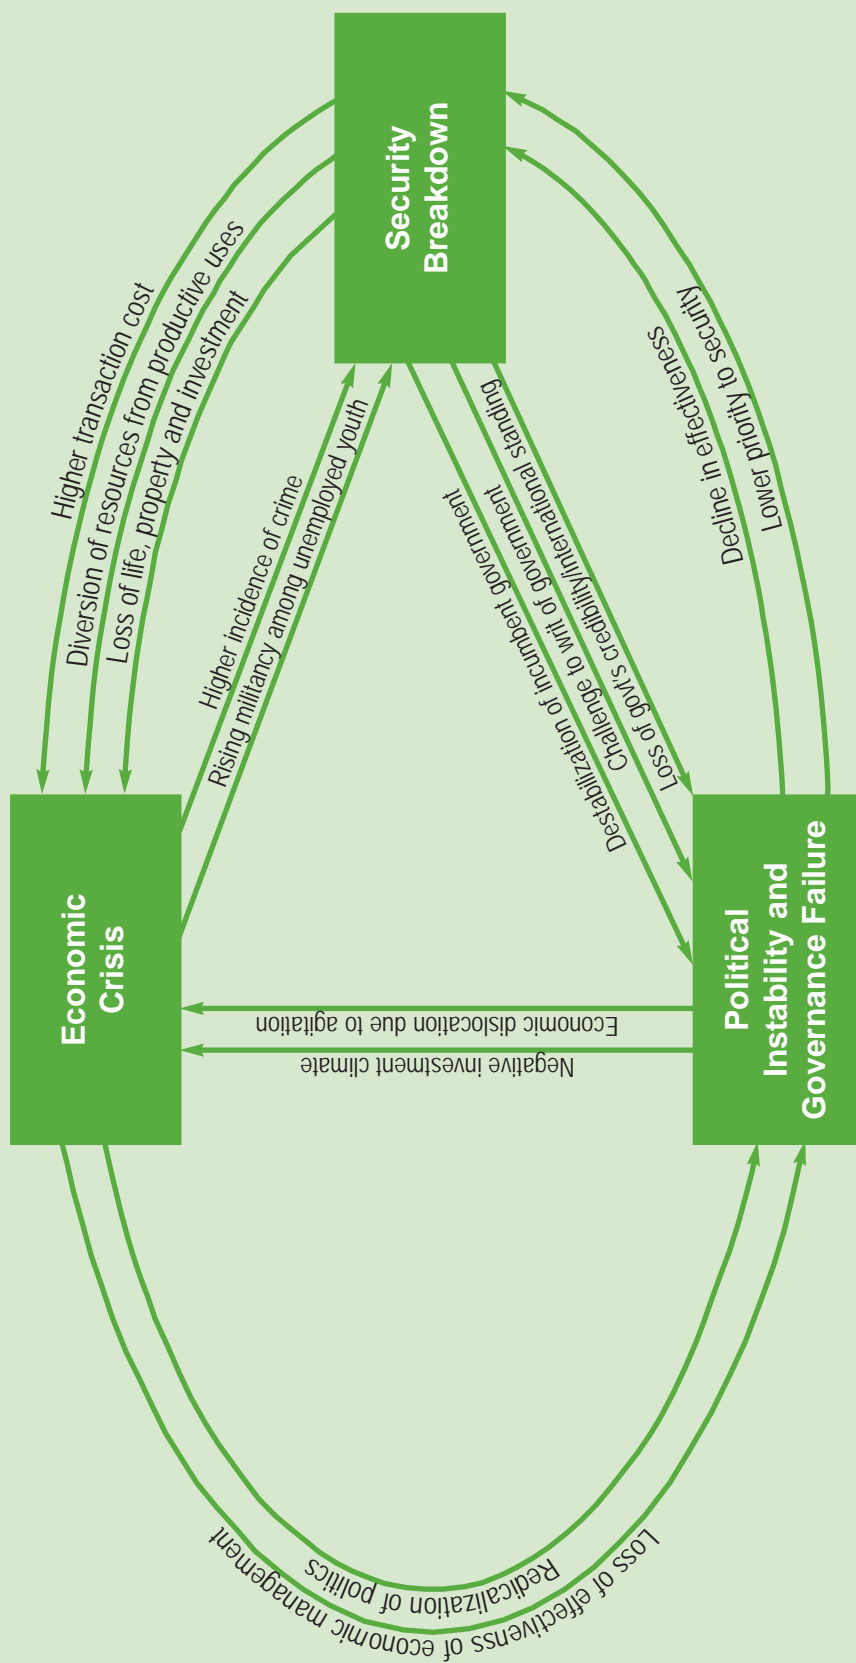 Security
Breakdown
Higher transaction cost
Diversion of resources from productive uses
Loss of life, property and investment
Higher incidence of crime
Rising militancy among unemployed youth
Destabilization of incumbent government
Challenge to writ of government
Loss of govt's credibility/international standing
Decline in effectiveness
Lower priority to security
Economic
Crisis
Economic dislocation due to agitation
Negative investment climate
Political
Instability and
Governance Failure
Redicalization of politics
Loss of effectivenss of economic management